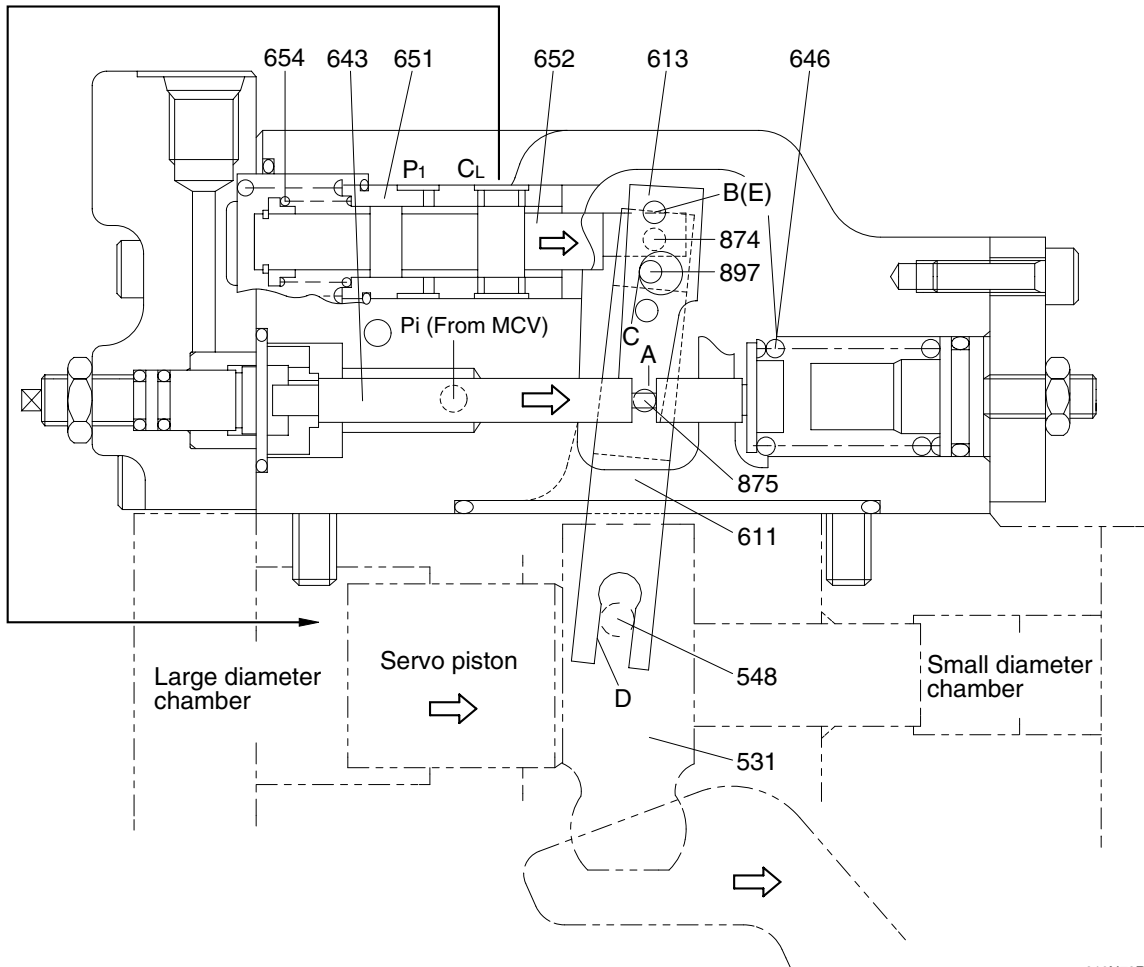 654
643
651
652
613
646
P1
CL
B(E)
874
897
Pi (From MCV)
C
A
875
611
Large diameter
chamber
Servo piston
Small diameter
chamber
548
D
531